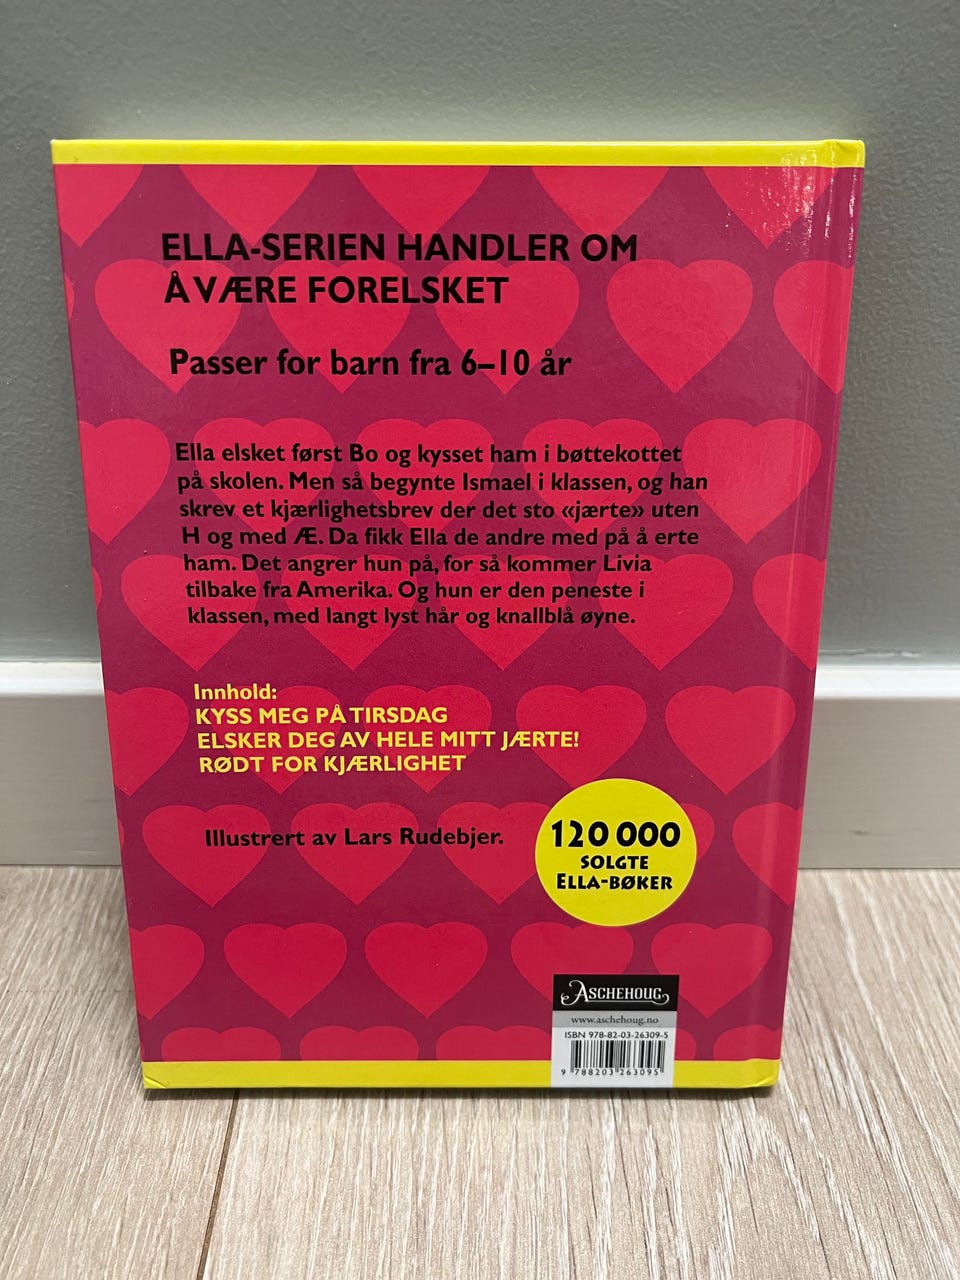 ELLA-SERIEN HANDLER OM
Å VÆRE FORELSKET
Passer for barn fra 6–10 år
Ella elsket først Bo og kysset ham i bøttekottet
på skolen. Men så begynte Ismael i klassen, og han
skrev et kjærlighetsbrev der det sto «jærte» uten
H og med Æ. Da fikk Ella de andre med på å erte
ham. Det angrer hun på, for så kommer Livia
tilbake fra Amerika. Og hun er den peneste i
klassen, med langt lyst hår og knallblå øyne.
Innhold:
KYSS MEG PÅ TIRSDAG
ELSKER DEG AV HELE MITT JÆRTE!
RØDT FOR KJÆRLIGHET
Illustrert av Lars Rudebjer.
120 000
SOLGTE
ELLA-BØKER
ASCHEHOUG
www.aschehoug.no
ISBN 978-82-03-26309-5
9 788203 263095